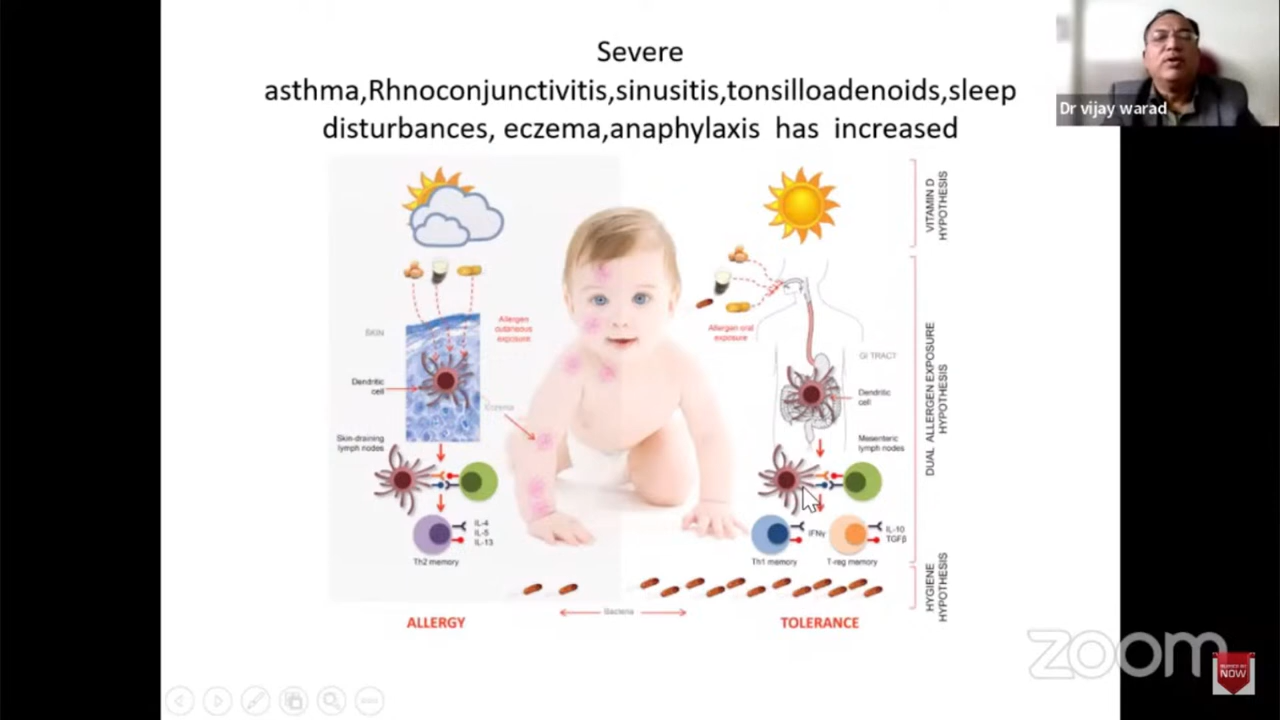 Severe
asthma,Rhnoconjunctivitis,sinusitis,tonsilloadenoids,sleep
disturbances, eczema,anaphylaxis has increased
Dr vijay warad
VITAMIN D
HYPOTHESIS
SKIN
Allergen
cutaneous
exposure
Allergen oral
exposure
GI TRACT
Dendritic
cell
Eczema
Dendritic
cell
DUAL ALLERGEN EXPOSURE
HYPOTHESIS
Skin-draining
lymph nodes
Mesenteric
lymph nodes
IL-4
IL-5
IL-13
Th2 memory
IFNγ
IL-10
TGFβ
Th1 memory
T-reg memory
HYGIENE
HYPOTHESIS
Bacteria
ALLERGY
TOLERANCE
zoom
NOW